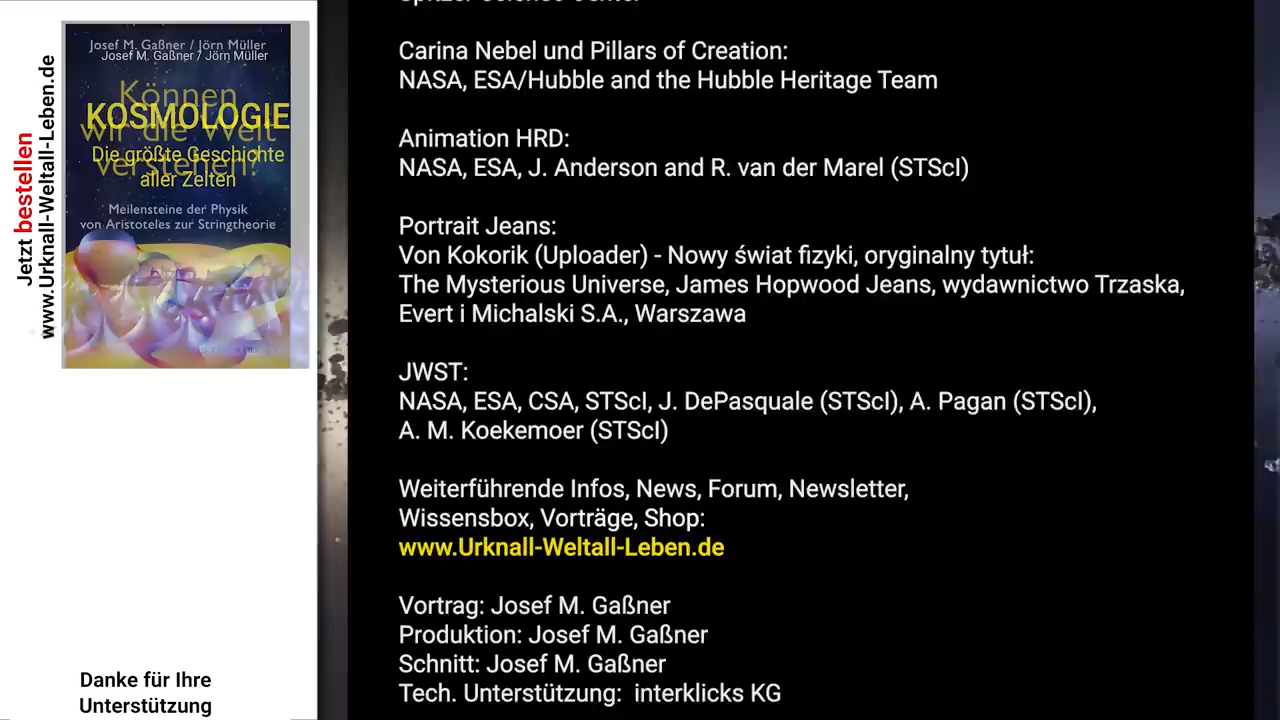 Jetzt bestellen
www.Urknall-Weltall-Leben.de
Josef M. Gaßner / Jörn Müller
Josef M. Gaßner / Jörn Müller
Können
wir die Welt
verstehen?
KOSMOLOGIE
Die größte Geschichte
aller Zeiten
Meilensteine der Physik
von Aristoteles zur Stringtheorie
Danke für Ihre
Unterstützung
Carina Nebel und Pillars of Creation:
NASA, ESA/Hubble and the Hubble Heritage Team
Animation HRD:
NASA, ESA, J. Anderson and R. van der Marel (STScI)
Portrait Jeans:
Von Kokorik (Uploader) - Nowy świat fizyki, oryginalny tytuł:
The Mysterious Universe, James Hopwood Jeans, wydawnictwo Trzaska,
Evert i Michalski S.A., Warszawa
JWST:
NASA, ESA, CSA, STScI, J. DePasquale (STScI), A. Pagan (STScI),
A. M. Koekemoer (STScI)
Weiterführende Infos, News, Forum, Newsletter,
Wissensbox, Vorträge, Shop:
www.Urknall-Weltall-Leben.de
Vortrag: Josef M. Gaßner
Produktion: Josef M. Gaßner
Schnitt: Josef M. Gaßner
Tech. Unterstützung:  interklicks KG